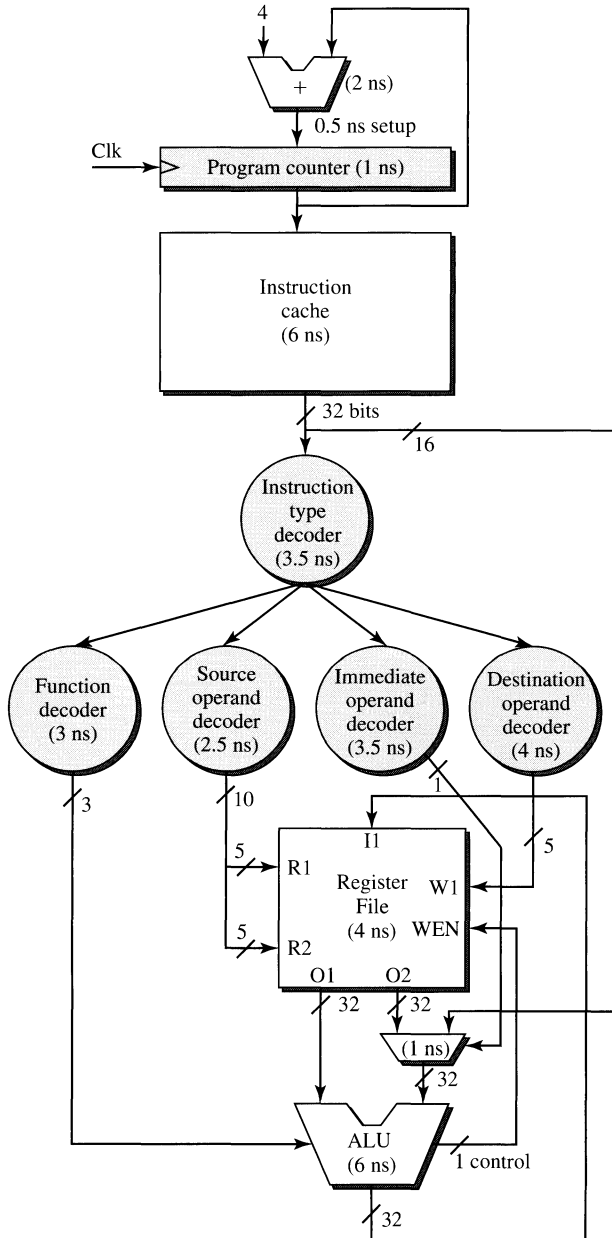 4
+
(2 ns)
0.5 ns setup
Clk
Program counter (1 ns)
Instruction
cache
(6 ns)
32 bits
16
Instruction
type
decoder
(3.5 ns)
Function
decoder
(3 ns)
Source
operand
decoder
(2.5 ns)
Immediate
operand
decoder
(3.5 ns)
Destination
operand
decoder
(4 ns)
3
10
1
5
I1
5
R1
Register
File
(4 ns)
W1
WEN
5
R2
O1
O2
32
32
(1 ns)
32
ALU
(6 ns)
1 control
32